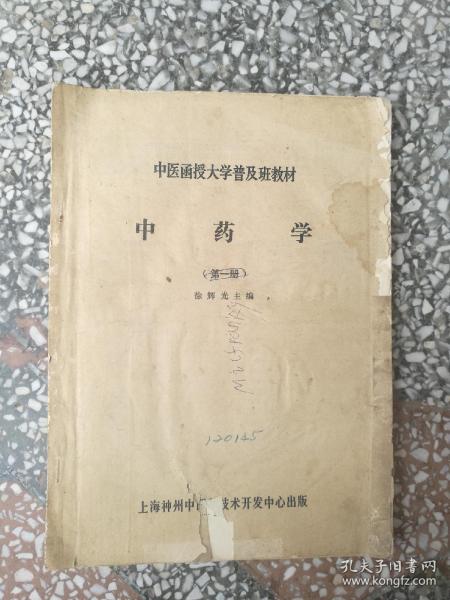 中医函授大学普及班教材
中药学
(第一册)
徐辉光主编
120145
上海神州中 技术开发中心出版
孔夫子旧书网
www.kongfz.com